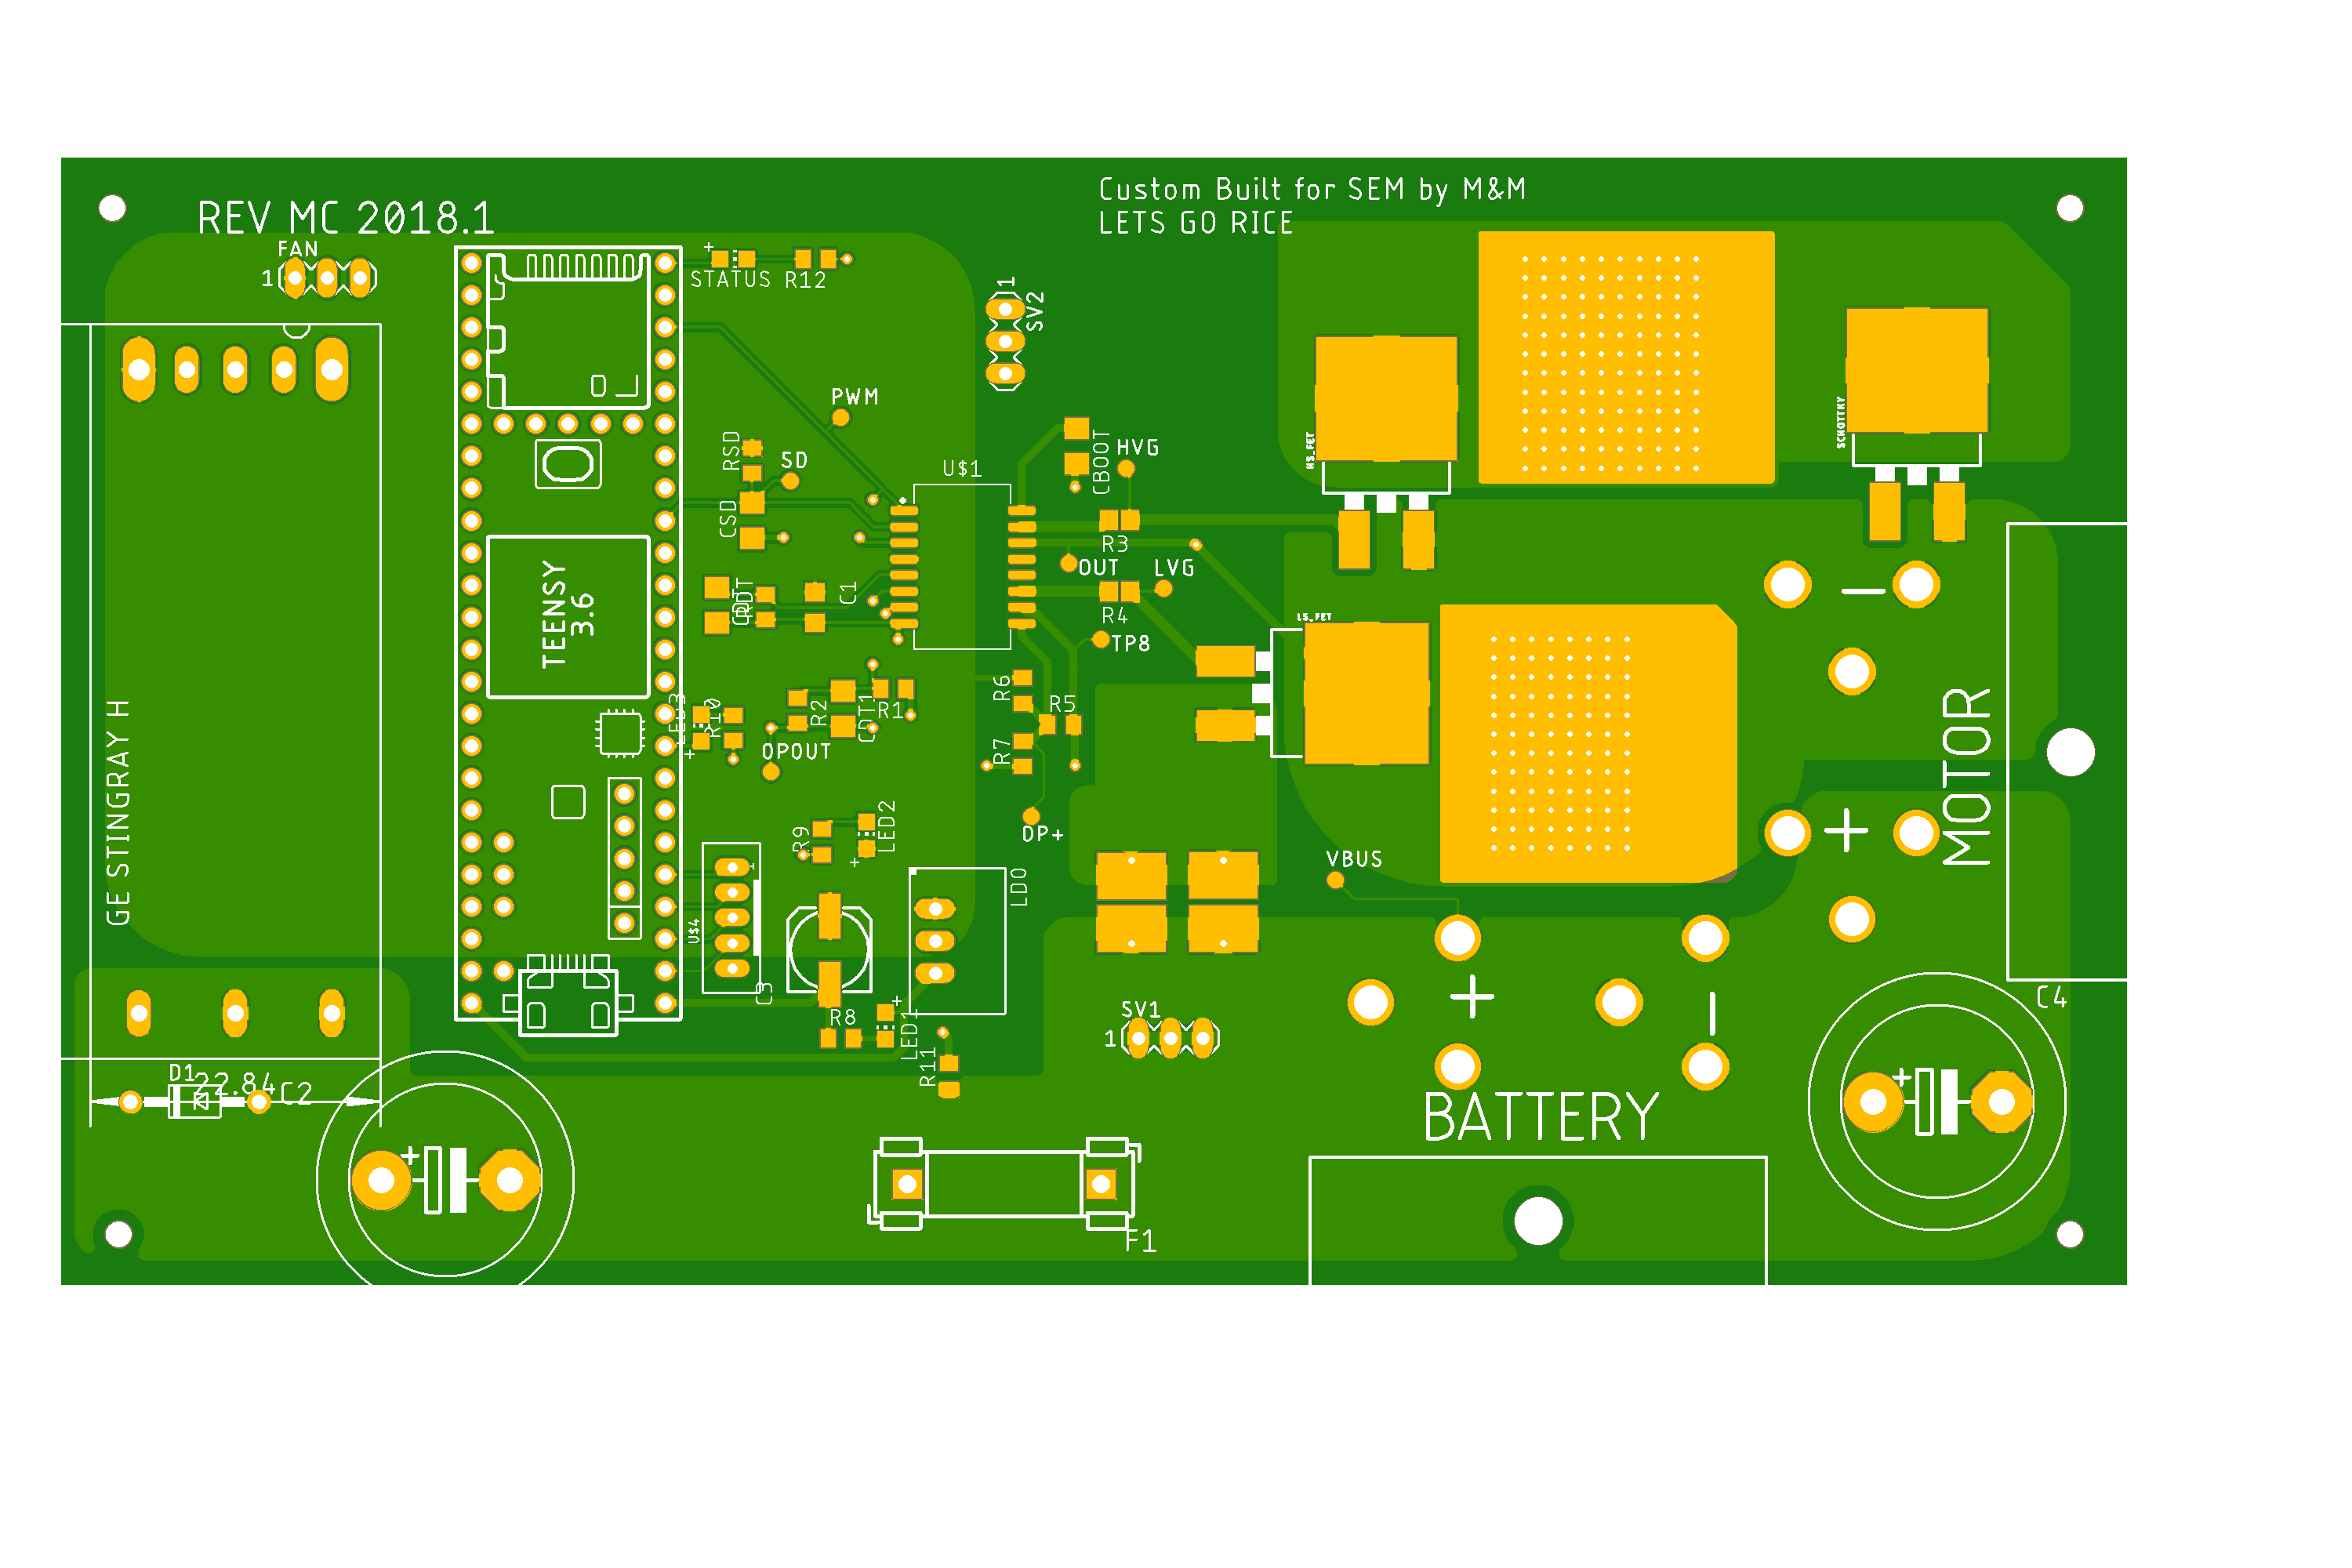 Custom Built for SEM by M&M
LETS GO RICE
REV MC 2018.1
FAN
1
STATUS
R12
1
SV2
PWM
RSD
SD
CSD
U$1
CBOOT
HVG
HS_FET
SCHOTTKY
R3
OUT
LVG
R4
TP8
LS_FET
C1
TEENSY
3.6
LED3
R10
R2
CDT1
R1
R6
R5
R7
OPOUT
OP+
GE STINGRAY H
R9
LED2
U$4
C3
LDO
R8
LED1
R11
VBUS
SV1
1
MOTOR
C4
BATTERY
D1
22.84
C2
F1